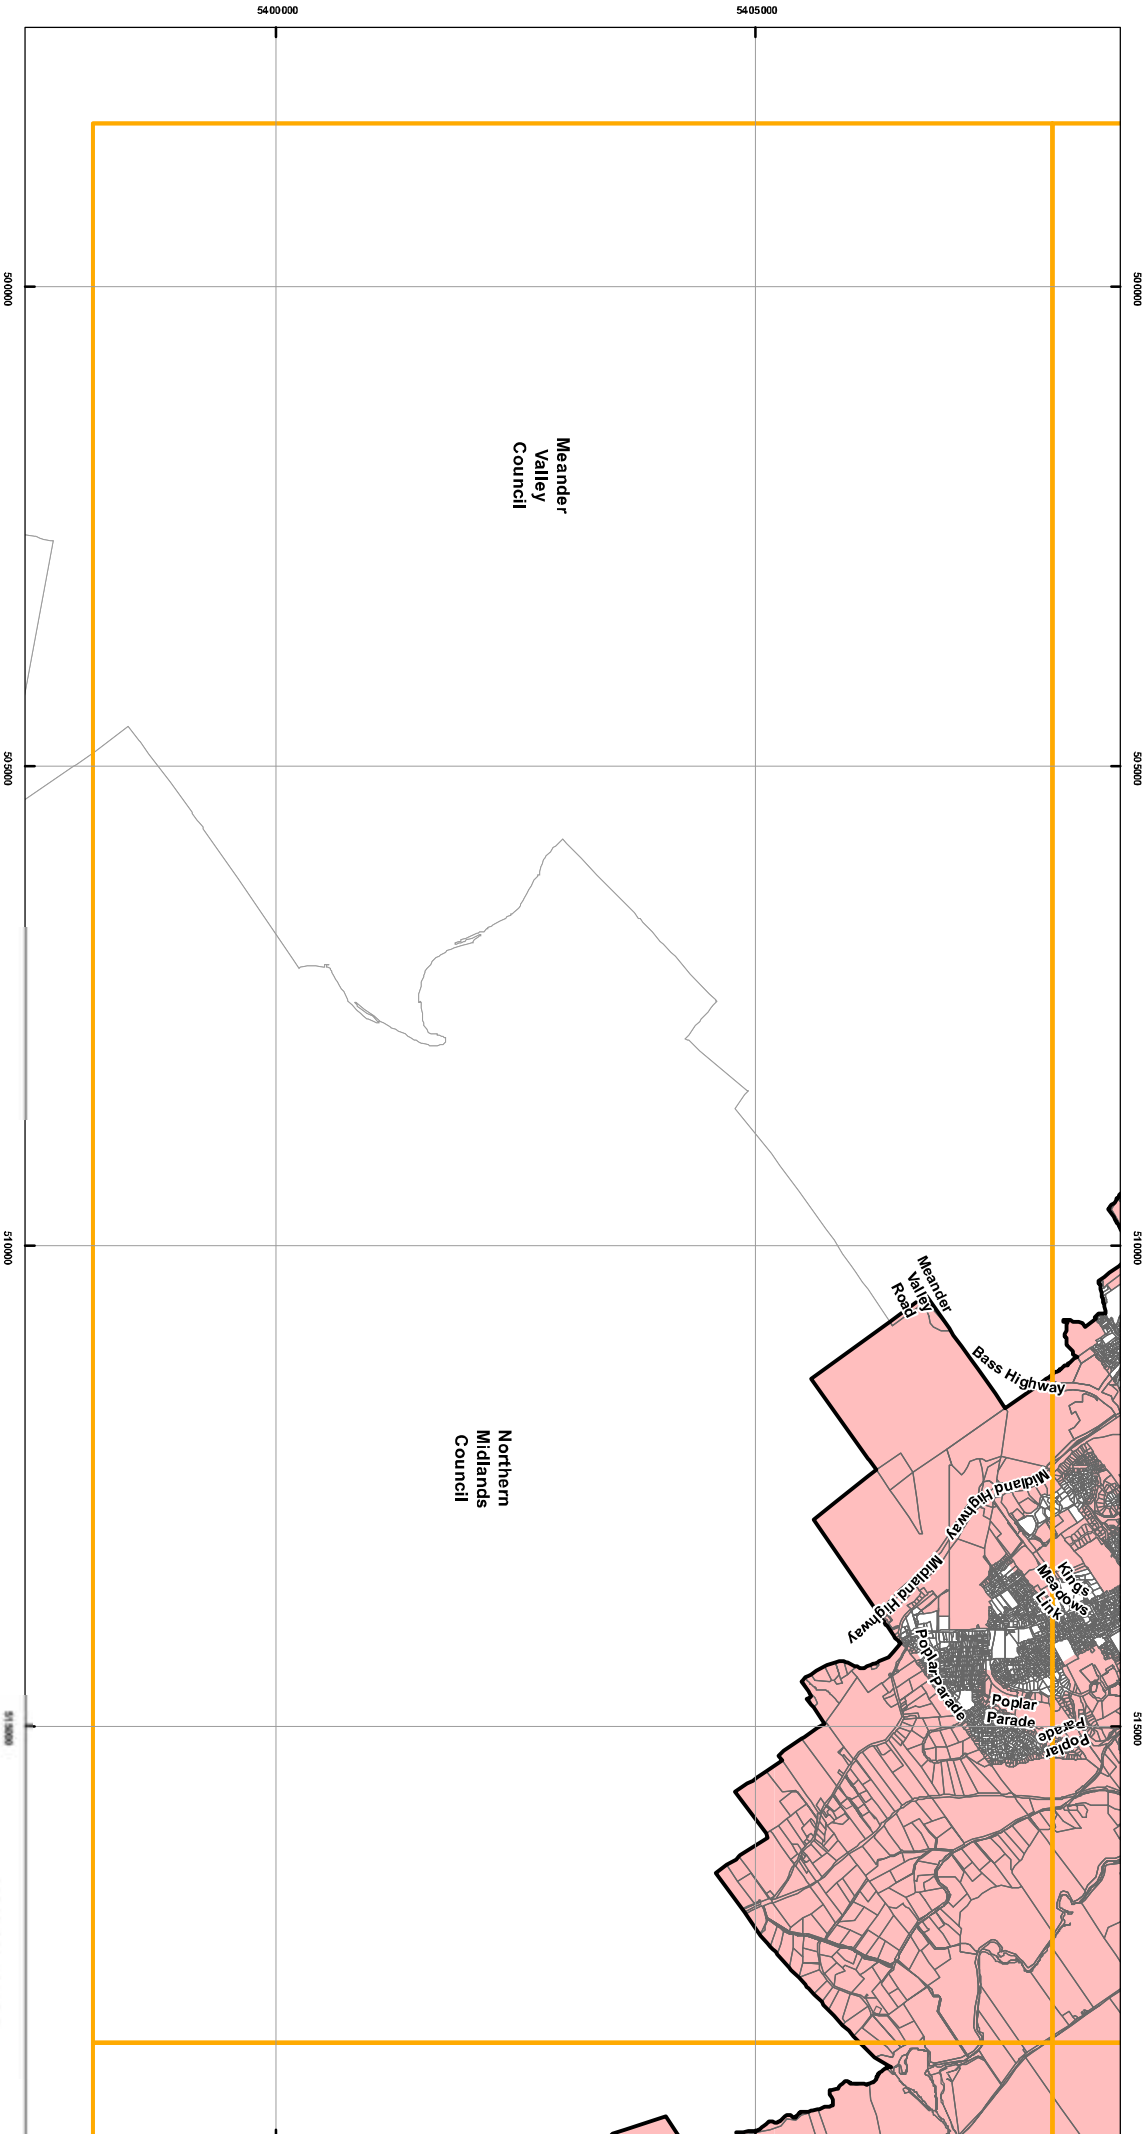 5400000
5405000
500000
500000
Meander
Valley
Council
505000
505000
510000
510000
Meander
Valley
Road
Bass Highway
Northern
Midlands
Council
Midland Highway
Midland Highway
Kings
Meadows
Link
Poplar Parade
Poplar
Parade
Poplar
Parade
515000
515000